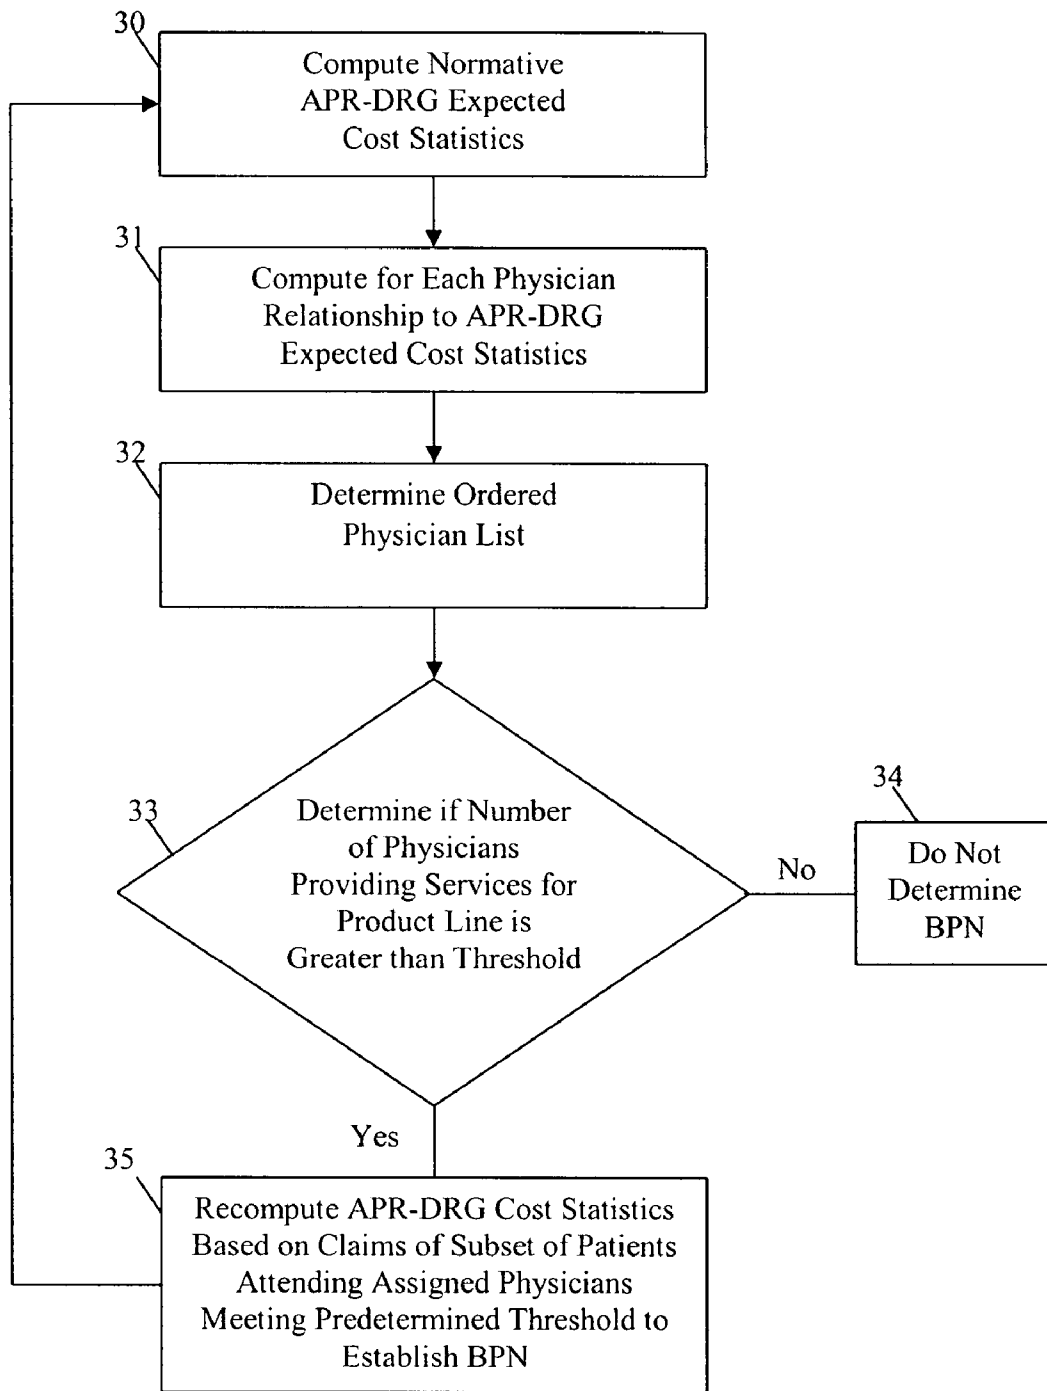 30
Compute Normative
APR-DRG Expected
Cost Statistics
31
Compute for Each Physician
Relationship to APR-DRG
Expected Cost Statistics
32
Determine Ordered
Physician List
33
Determine if Number
of Physicians
Providing Services for
Product Line is
Greater than Threshold
No
34
Do Not
Determine
BPN
Yes
35
Recompute APR-DRG Cost Statistics
Based on Claims of Subset of Patients
Attending Assigned Physicians
Meeting Predetermined Threshold to
Establish BPN